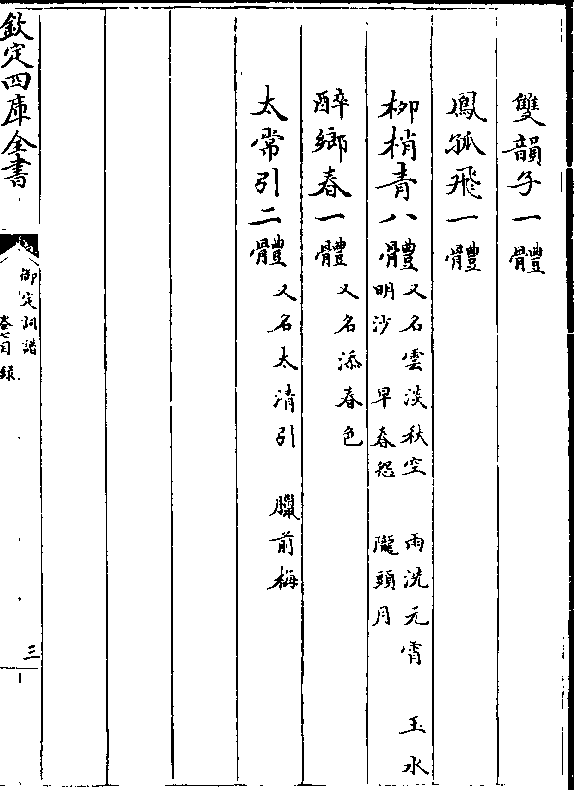 雙韻子一體
鳳孤飛一體
柳梢青八體 又名雲淡秋空 雨洗元宵 玉水
明沙 早春怨 隴頭月
醉鄉春一體 又名添春色
太常引二體 又名太清引 臘前梅
欽定四庫全書
御定詞譜
卷七目録
三